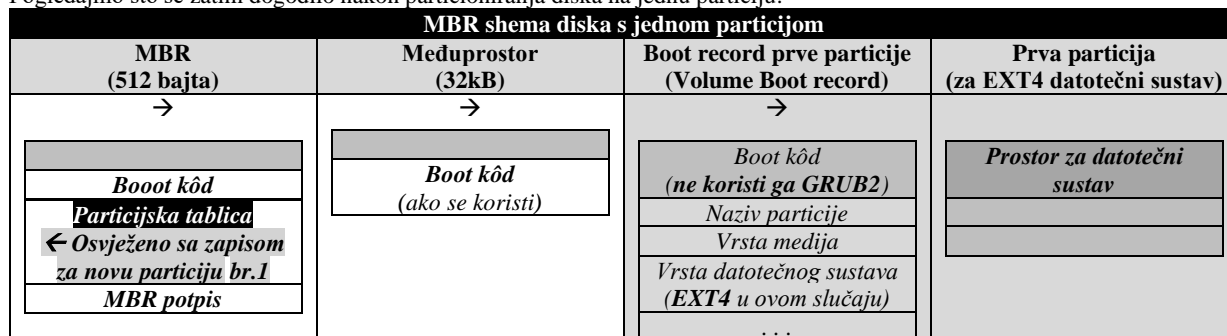 Pogledajmo što se zatim dogodilo nakon particioniranja diska na jednu particiju:
MBR shema diska s jednom particijom
MBR
(512 bajta)
Međuprostor
(32kB)
Boot record prve particije
(Volume Boot record)
Prva particija
(za EXT4 datotečni sustav)
→
→
→
Booot kôd
Particijska tablica
← Osvježeno sa zapisom
za novu particiju br.1
MBR potpis
Boot kôd
(ako se koristi)
Boot kôd
(ne koristi ga GRUB2)
Naziv particije
Vrsta medija
Vrsta datotečnog sustava
(EXT4 u ovom slučaju)
. . .
Prostor za datotečni
sustav